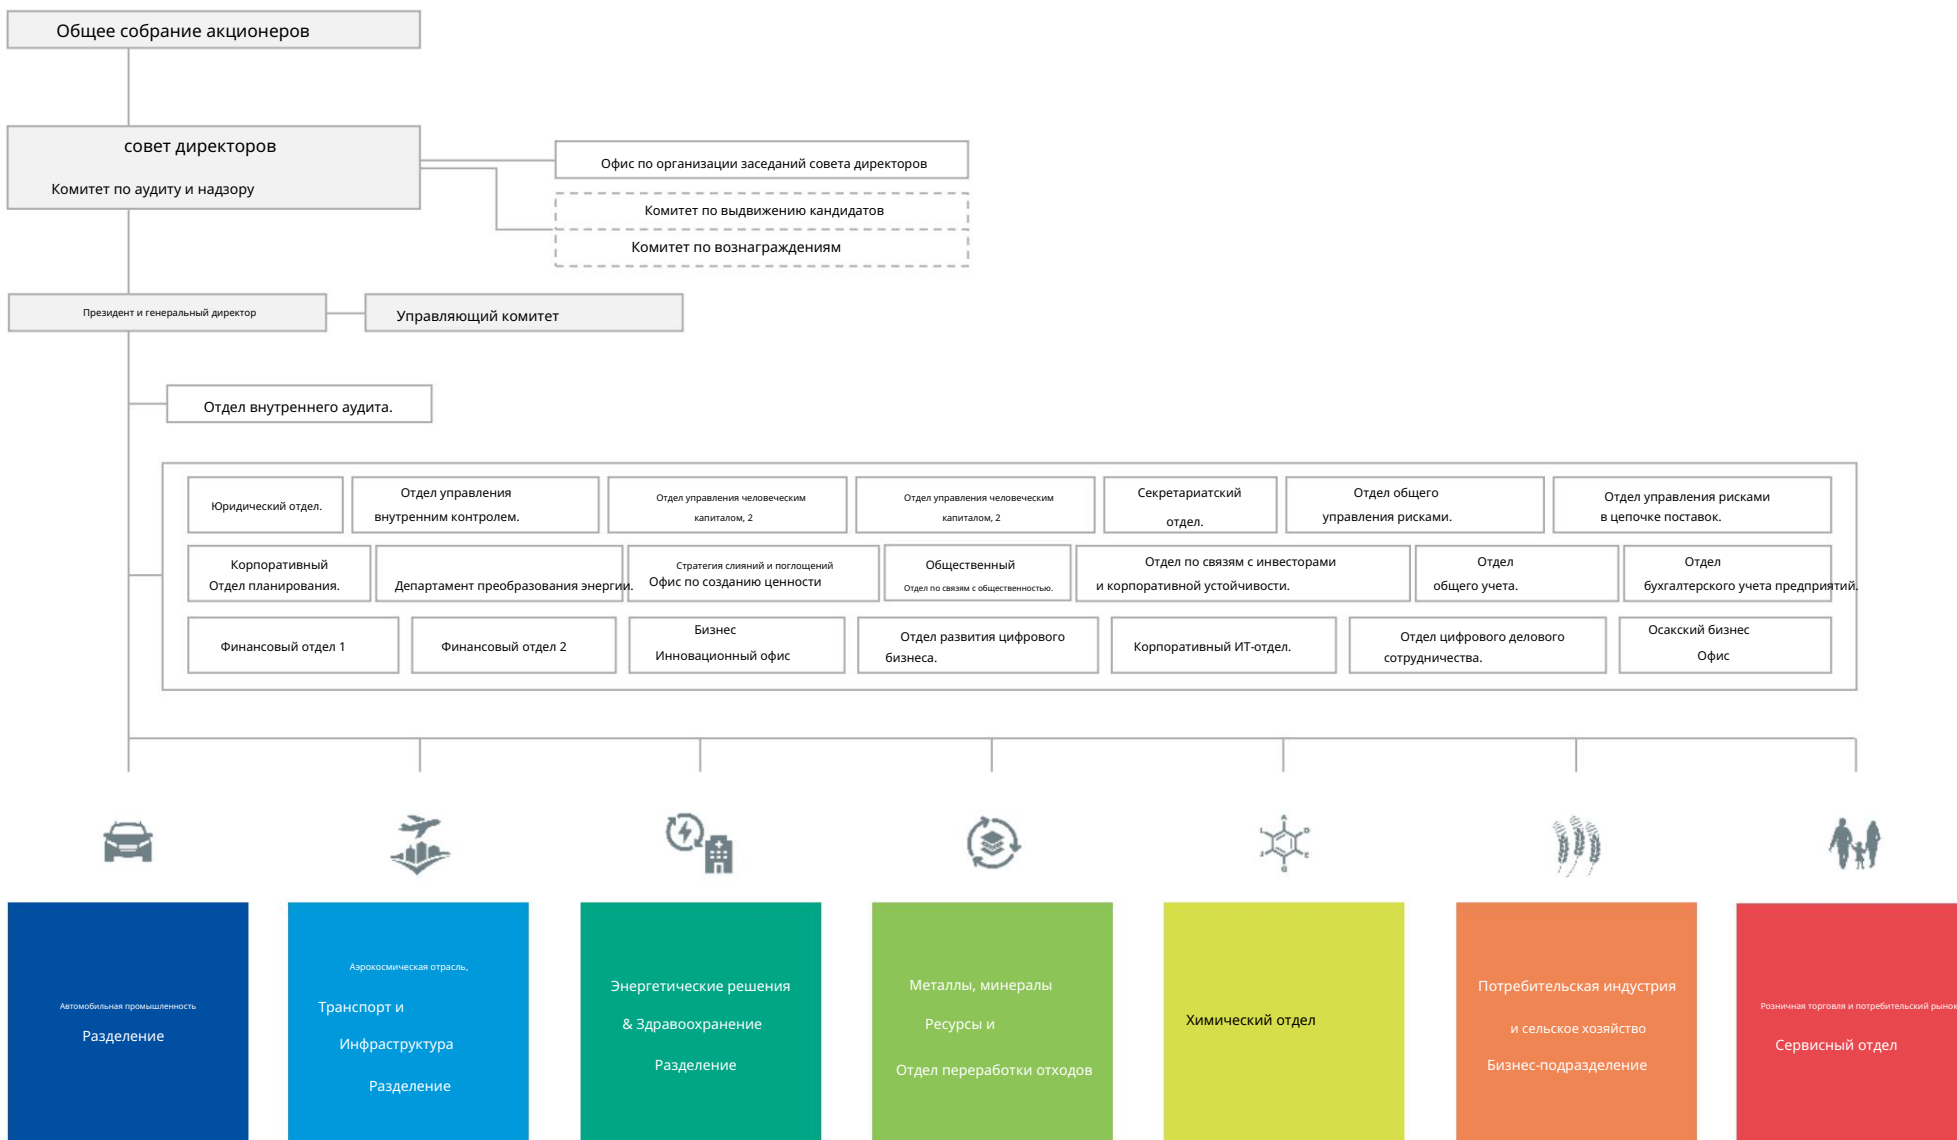 Общее собрание акционеров
совет директоров
Комитет по аудиту и надзору
Офис по организации заседаний совета директоров
Комитет по выдвижению кандидатов
Комитет по вознаграждениям
Президент и генеральный директор
Управляющий комитет
Отдел внутреннего аудита.
Юридический отдел.
Отдел управления
внутренним контролем.
Отдел управления человеческим
капиталом, 2
Отдел управления человеческим
капиталом, 2
Секретариатский
отдел.
Отдел общего
управления рисками.
Отдел управления рисками
в цепочке поставок.
Корпоративный
Отдел планирования.
Департамент преобразования энергии.
Стратегия слияний и поглощений
Офис по созданию ценности
Общественный
Отдел по связям с общественностью.
Отдел по связям с инвесторами
и корпоративной устойчивости.
Отдел
общего учета.
Отдел
бухгалтерского учета предприятий.
Финансовый отдел 1
Финансовый отдел 2
Бизнес
Инновационный офис
Отдел развития цифрового
бизнеса.
Корпоративный ИТ-отдел.
Отдел цифрового делового
сотрудничества.
Осакский бизнес
Офис
Автомобильная промышленность
Разделение
Аэрокосмическая отрасль,
Транспорт и
Инфраструктура
Разделение
Энергетические решения
& Здравоохранение
Разделение
Металлы, минералы
Ресурсы и
Отдел переработки отходов
Химический отдел
Потребительская индустрия
и сельское хозяйство
Бизнес-подразделение
Розничная торговля и потребительский рынок
Сервисный отдел